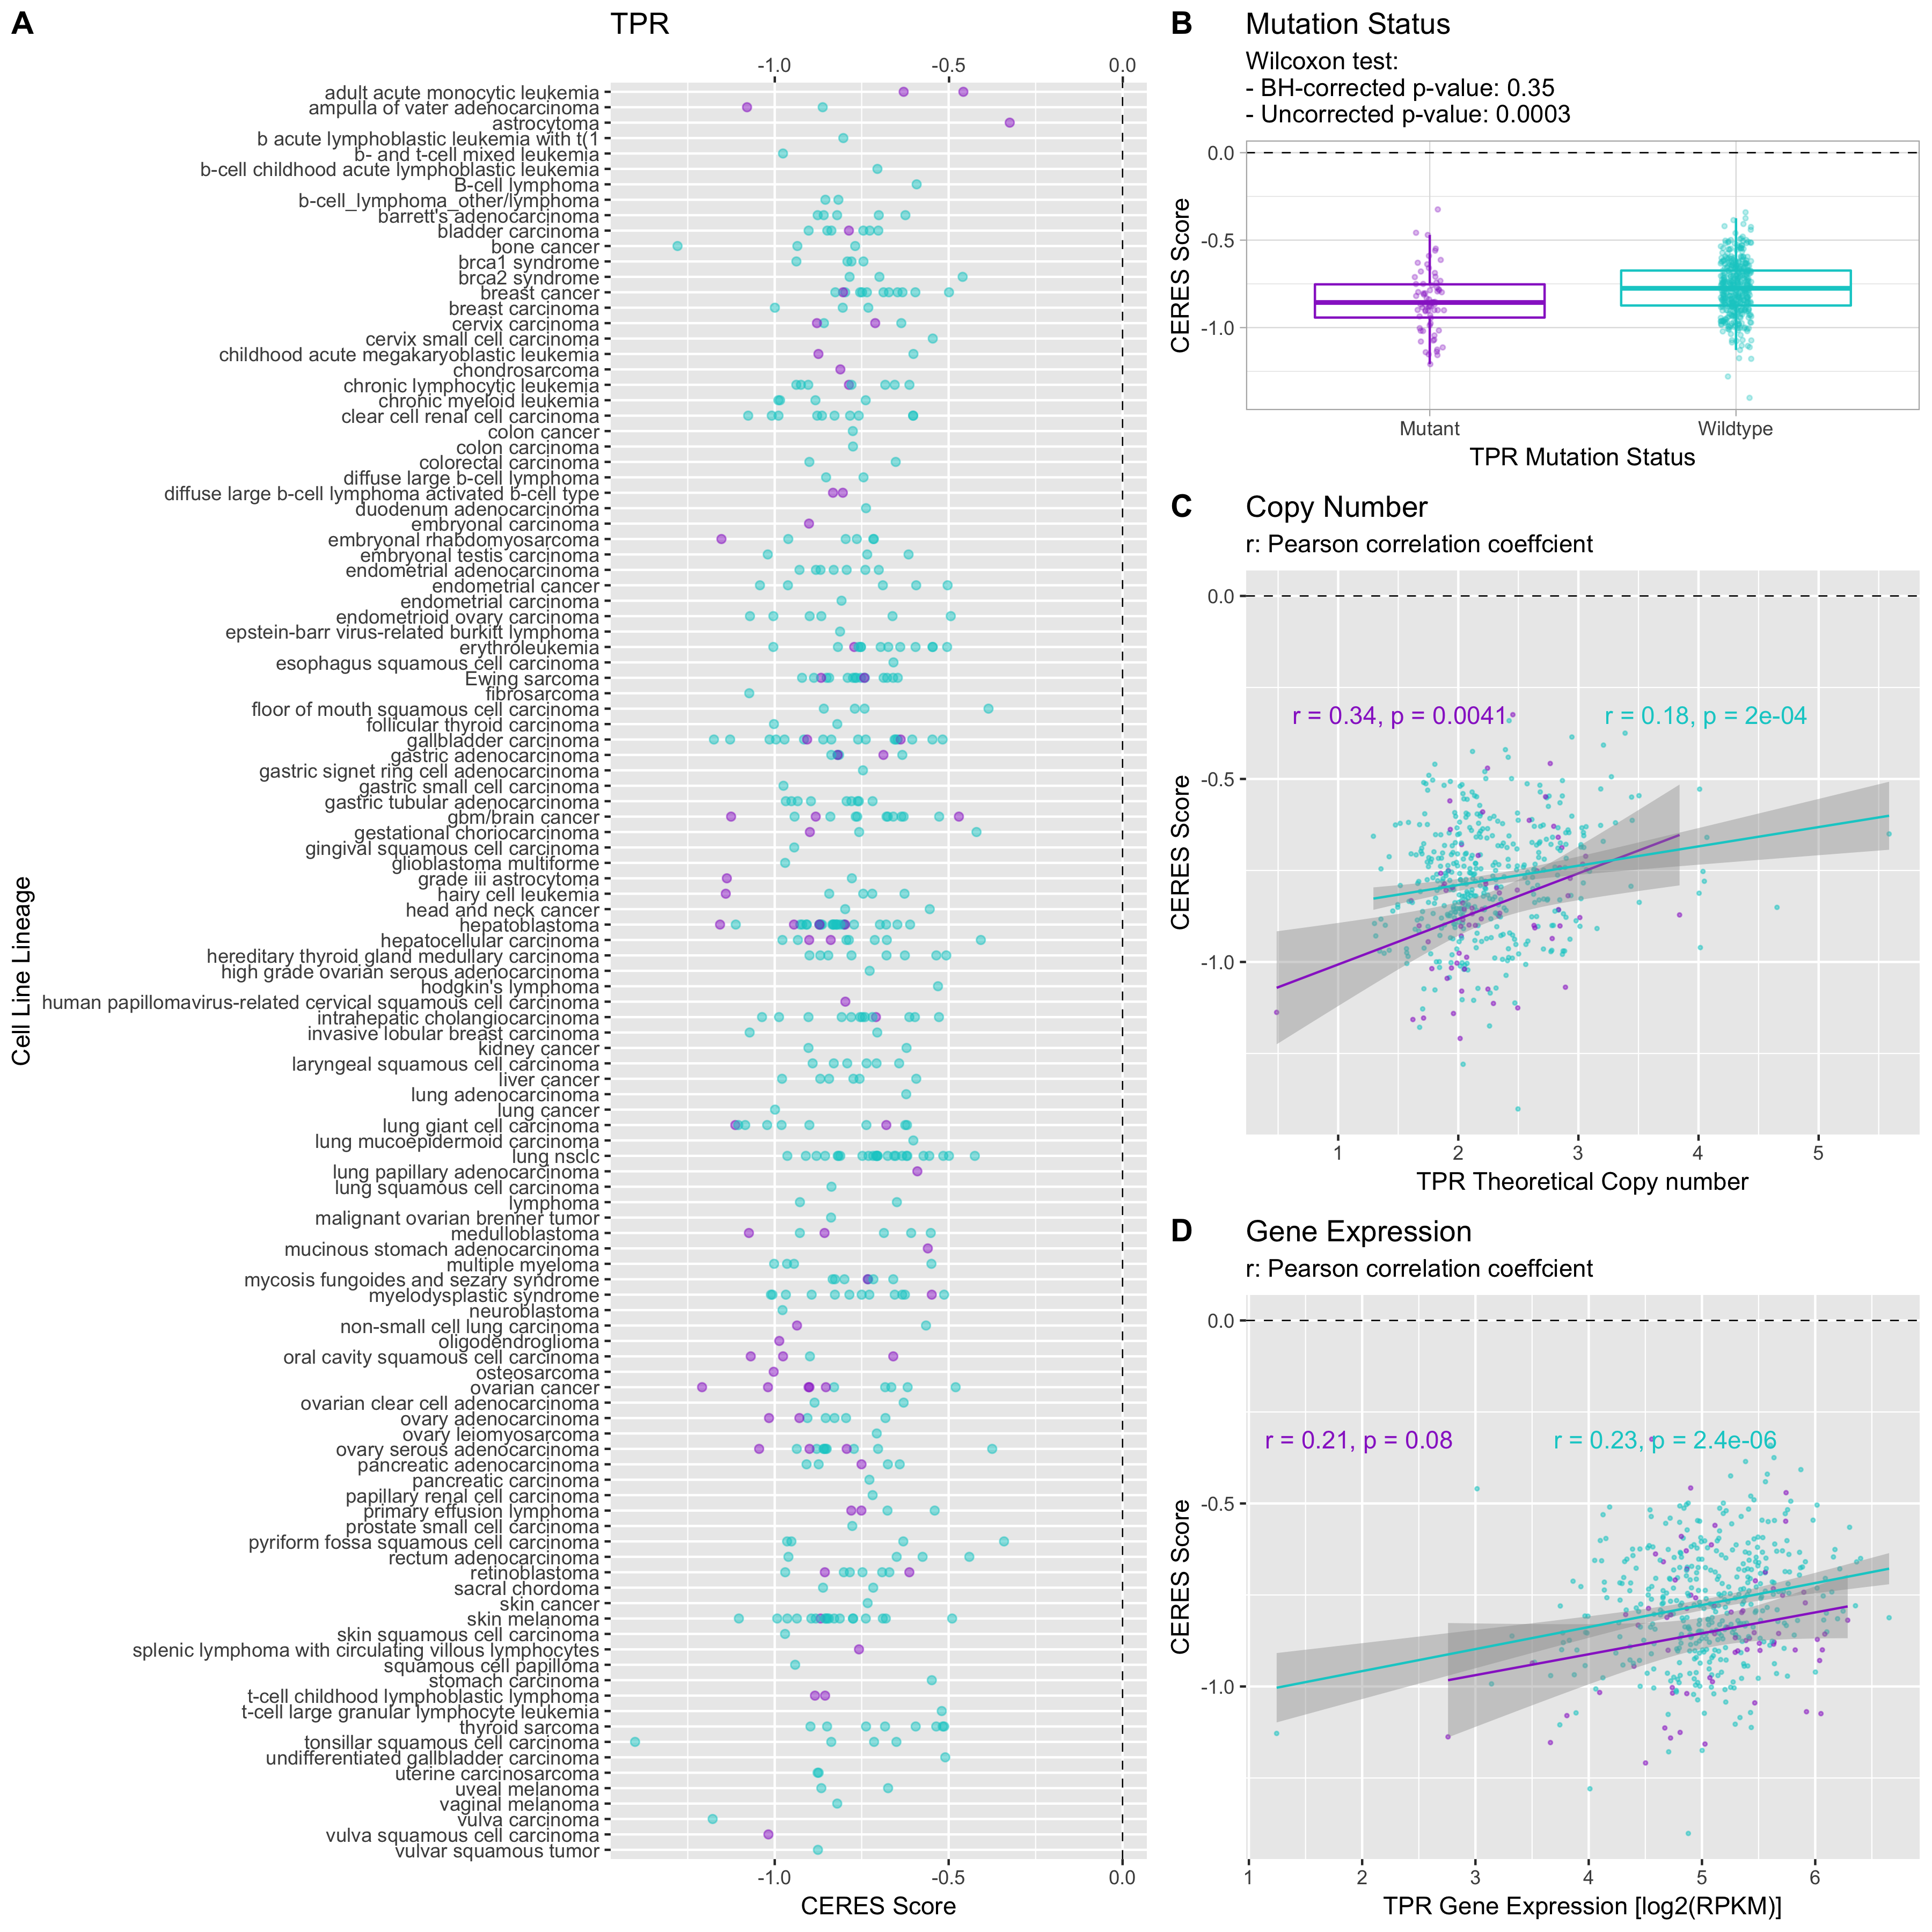 A
TPR
-1.0 -0.5 0.0
adult acute monocytic leukemia
ampulla of vater adenocarcinoma
astrocytoma
b acute lymphoblastic leukemia with t(1
b- and t-cell mixed leukemia
b-cell childhood acute lymphoblastic leukemia
B-cell lymphoma
b-cell_lymphoma_other/lymphoma
barrett's adenocarcinoma
bladder carcinoma
bone cancer
brca1 syndrome
brca2 syndrome
breast cancer
breast carcinoma
cervix carcinoma
cervix small cell carcinoma
childhood acute megakaryoblastic leukemia
chondrosarcoma
chronic lymphocytic leukemia
chronic myeloid leukemia
clear cell renal cell carcinoma
colon cancer
colon carcinoma
colorectal carcinoma
diffuse large b-cell lymphoma
diffuse large b-cell lymphoma activated b-cell type
duodenum adenocarcinoma
embryonal carcinoma
embryonal rhabdomyosarcoma
embryonal testis carcinoma
endometrial adenocarcinoma
endometrial cancer
endometrial carcinoma
endometrioid ovary carcinoma
epstein-barr virus-related burkitt lymphoma
erythroleukemia
esophagus squamous cell carcinoma
Ewing sarcoma
fibrosarcoma
floor of mouth squamous cell carcinoma
follicular thyroid carcinoma
gallbladder carcinoma
gastric adenocarcinoma
gastric signet ring cell adenocarcinoma
gastric small cell carcinoma
gastric tubular adenocarcinoma
gbm/brain cancer
gestational choriocarcinoma
gingival squamous cell carcinoma
glioblastoma multiforme
grade iii astrocytoma
hairy cell leukemia
head and neck cancer
hepatoblastoma
hepatocellular carcinoma
hereditary thyroid gland medullary carcinoma
high grade ovarian serous adenocarcinoma
hodgkin's lymphoma
human papillomavirus-related cervical squamous cell carcinoma
intrahepatic cholangiocarcinoma
invasive lobular breast carcinoma
kidney cancer
laryngeal squamous cell carcinoma
liver cancer
lung adenocarcinoma
lung cancer
lung giant cell carcinoma
lung mucoepidermoid carcinoma
lung nsclc
lung papillary adenocarcinoma
lung squamous cell carcinoma
lymphoma
malignant ovarian brenner tumor
medulloblastoma
mucinous stomach adenocarcinoma
multiple myeloma
mycosis fungoides and sezary syndrome
myelodysplastic syndrome
neuroblastoma
non-small cell lung carcinoma
oligodendroglioma
oral cavity squamous cell carcinoma
osteosarcoma
ovarian cancer
ovarian clear cell adenocarcinoma
ovary adenocarcinoma
ovary leiomyosarcoma
ovary serous adenocarcinoma
pancreatic adenocarcinoma
pancreatic carcinoma
papillary renal cell carcinoma
primary effusion lymphoma
prostate small cell carcinoma
pyriform fossa squamous cell carcinoma
rectum adenocarcinoma
retinoblastoma
sacral chordoma
skin cancer
skin melanoma
skin squamous cell carcinoma
splenic lymphoma with circulating villous lymphocytes
squamous cell papilloma
stomach carcinoma
t-cell childhood lymphoblastic lymphoma
t-cell large granular lymphocyte leukemia
thyroid sarcoma
tonsillar squamous cell carcinoma
undifferentiated gallbladder carcinoma
uterine carcinosarcoma
uveal melanoma
vaginal melanoma
vulva carcinoma
vulva squamous cell carcinoma
vulvar squamous tumor
-1.0 -0.5 0.0
CERES Score
Cell Line Lineage
B
Mutation Status
Wilcoxon test:
- BH-corrected p-value: 0.35
- Uncorrected p-value: 0.0003
0.0
-0.5
-1.0
CERES Score
Mutant Wildtype
TPR Mutation Status
C
Copy Number
r: Pearson correlation coeffcient
0.0
-0.5
-1.0
CERES Score
r = 0.34, p = 0.0041
r = 0.18, p = 2e-04
1 2 3 4 5
TPR Theoretical Copy number
D
Gene Expression
r: Pearson correlation coeffcient
0.0
-0.5
-1.0
CERES Score
r = 0.21, p = 0.08
r = 0.23, p = 2.4e-06
1 2 3 4 5 6
TPR Gene Expression [log2(RPKM)]